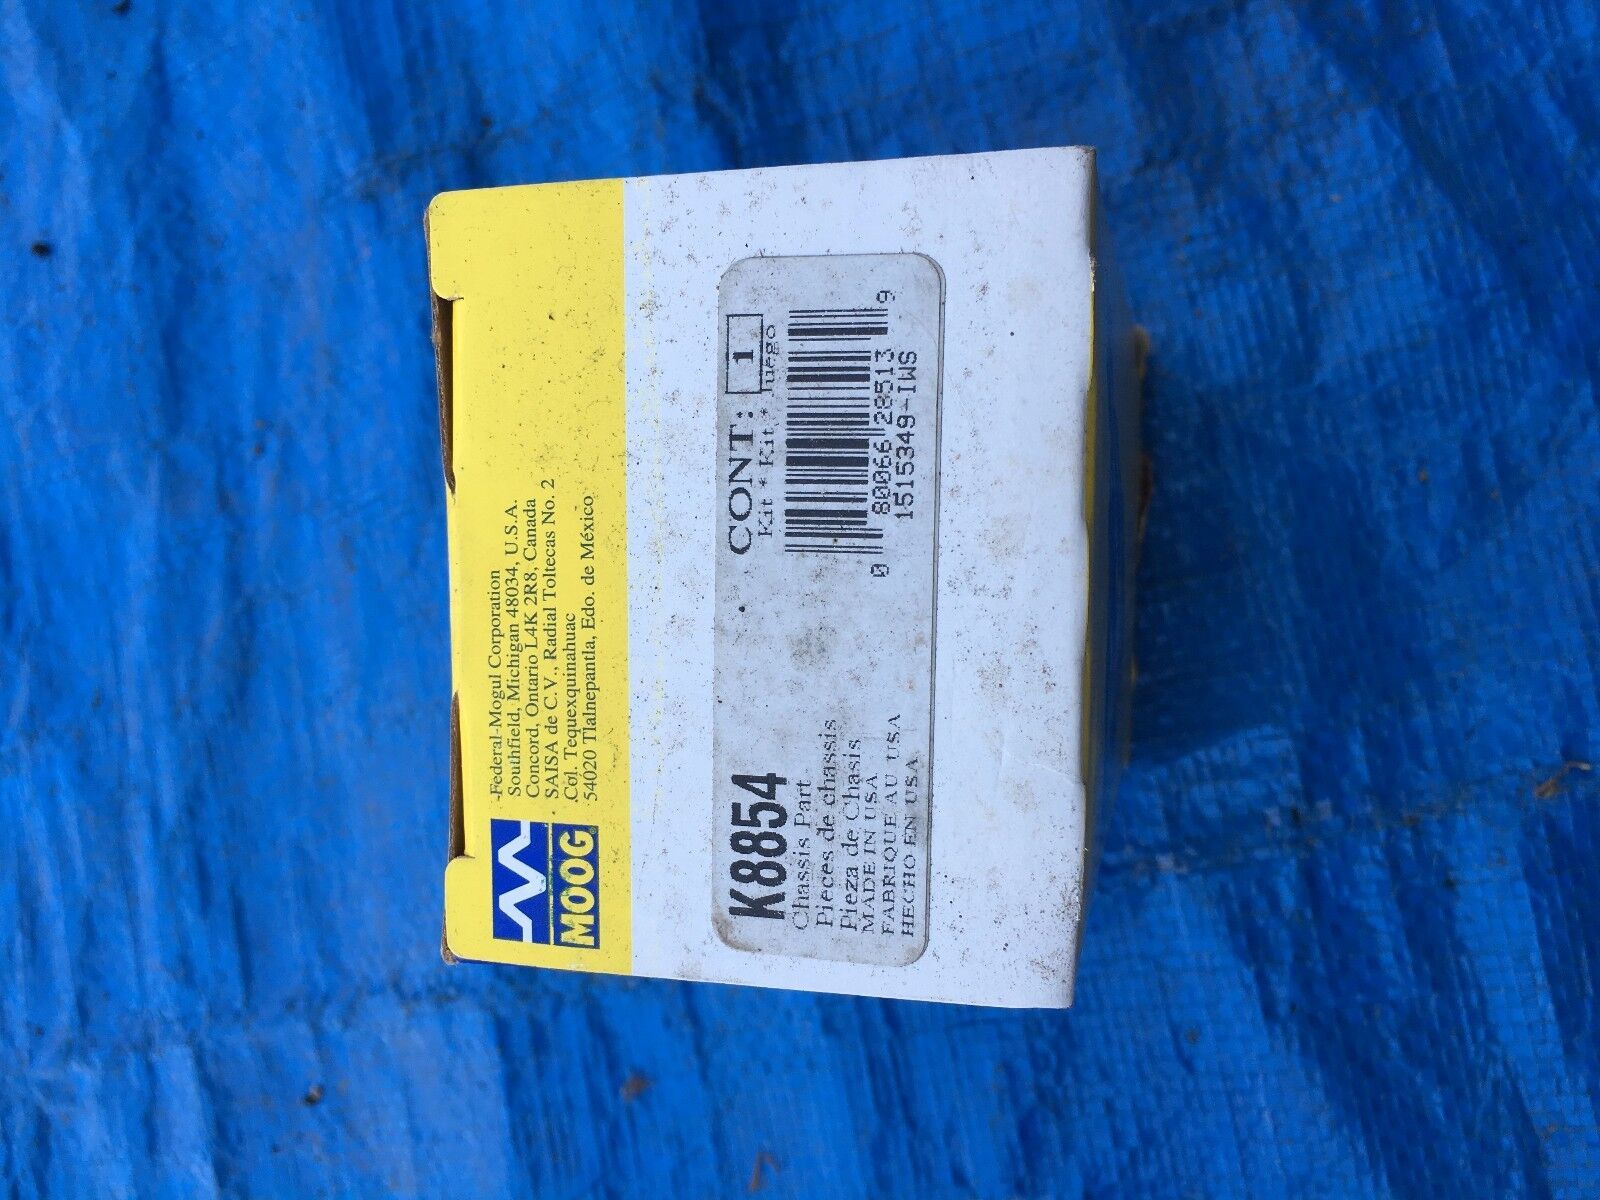 MOOG
-Federal-Mogul Corporation
Southfield, Michigan 48034, U.S.A.
Concord, Ontario L4K 2R8, Canada
SAISA de C.V., Radial Toltecas No. 2
Col. Tequexquinahuac
54020 Tlalnepantla, Edo. de México
K8854
Chassis Part
Pieces de chassis
Pieza de Chasis
MADE IN USA
FABRIQUE AU USA
HECHO EN USA
CONT: 1
Kit * Kit * Juego
0 80066 28513 9
1515349-IWS